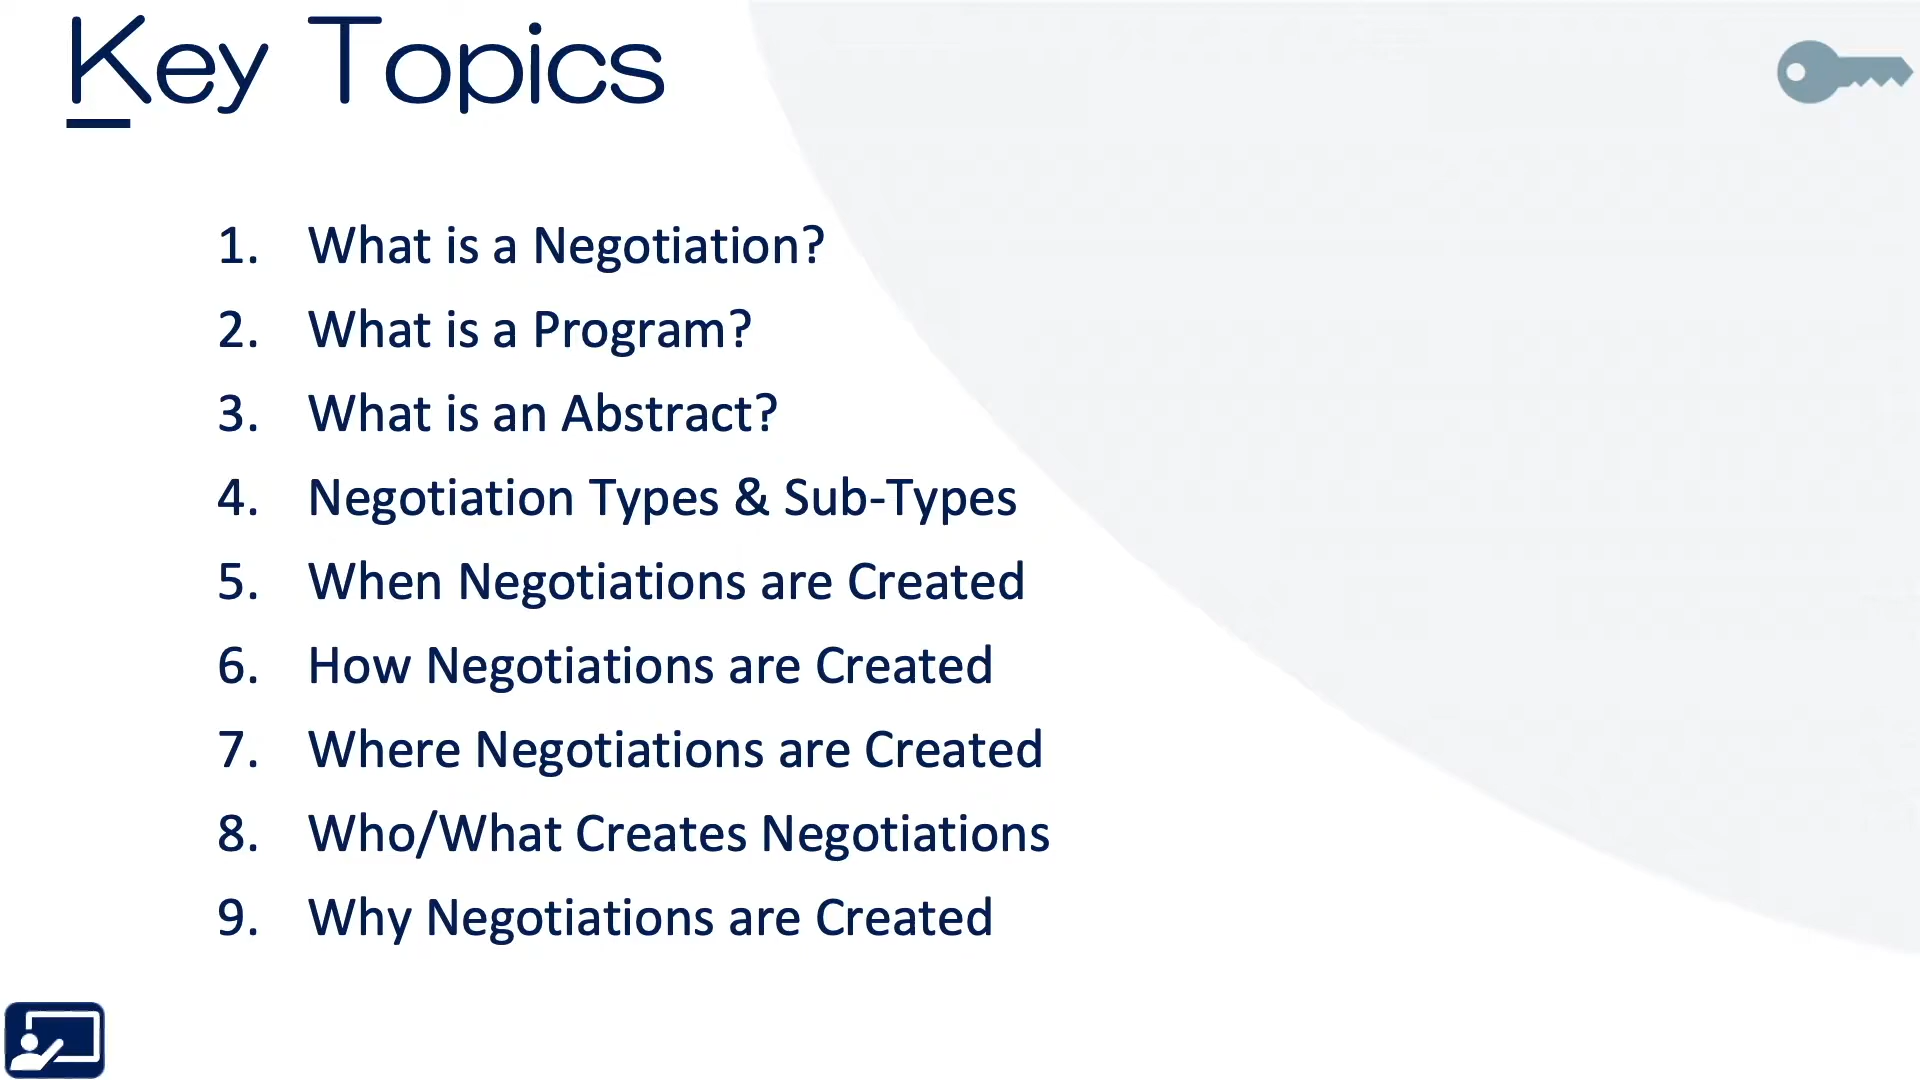 Key Topics
1. What is a Negotiation?
2. What is a Program?
3. What is an Abstract?
4. Negotiation Types & Sub-Types
5. When Negotiations are Created
6. How Negotiations are Created
7. Where Negotiations are Created
8. Who/What Creates Negotiations
9. Why Negotiations are Created